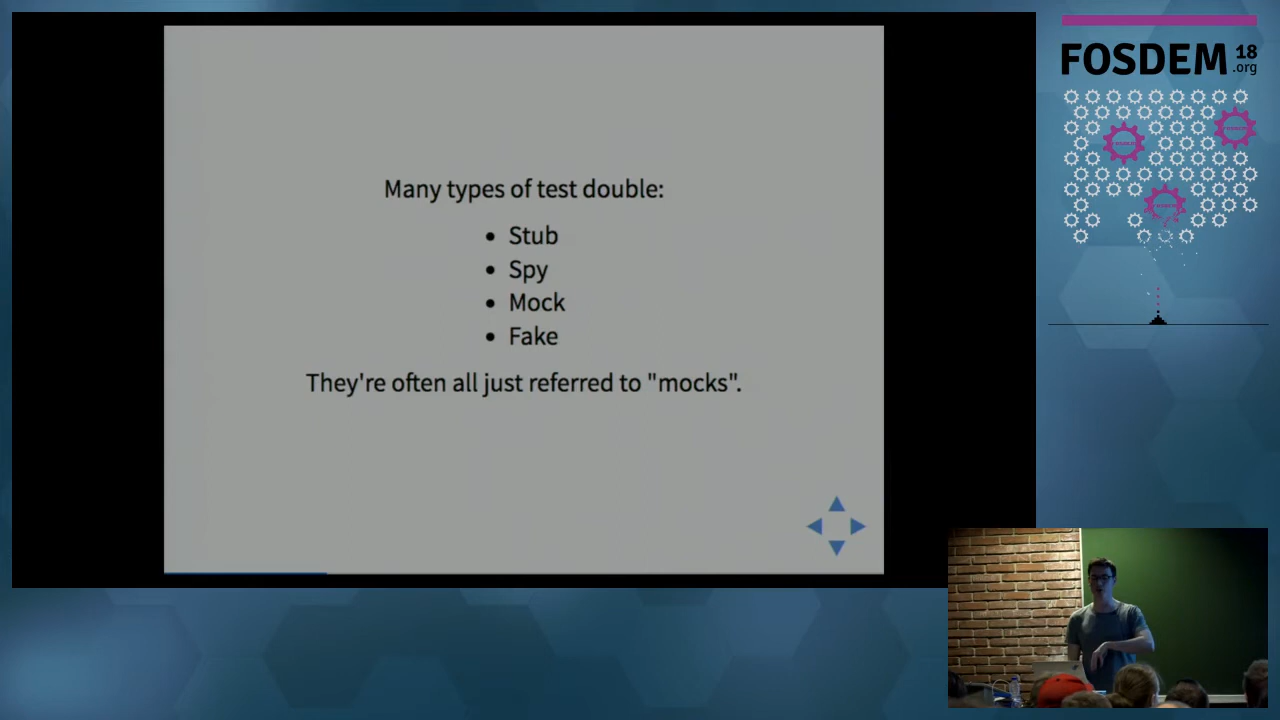 Many types of test double:
Stub
Spy
Mock
Fake
They're often all just referred to "mocks".
FOSDEM 18
.org